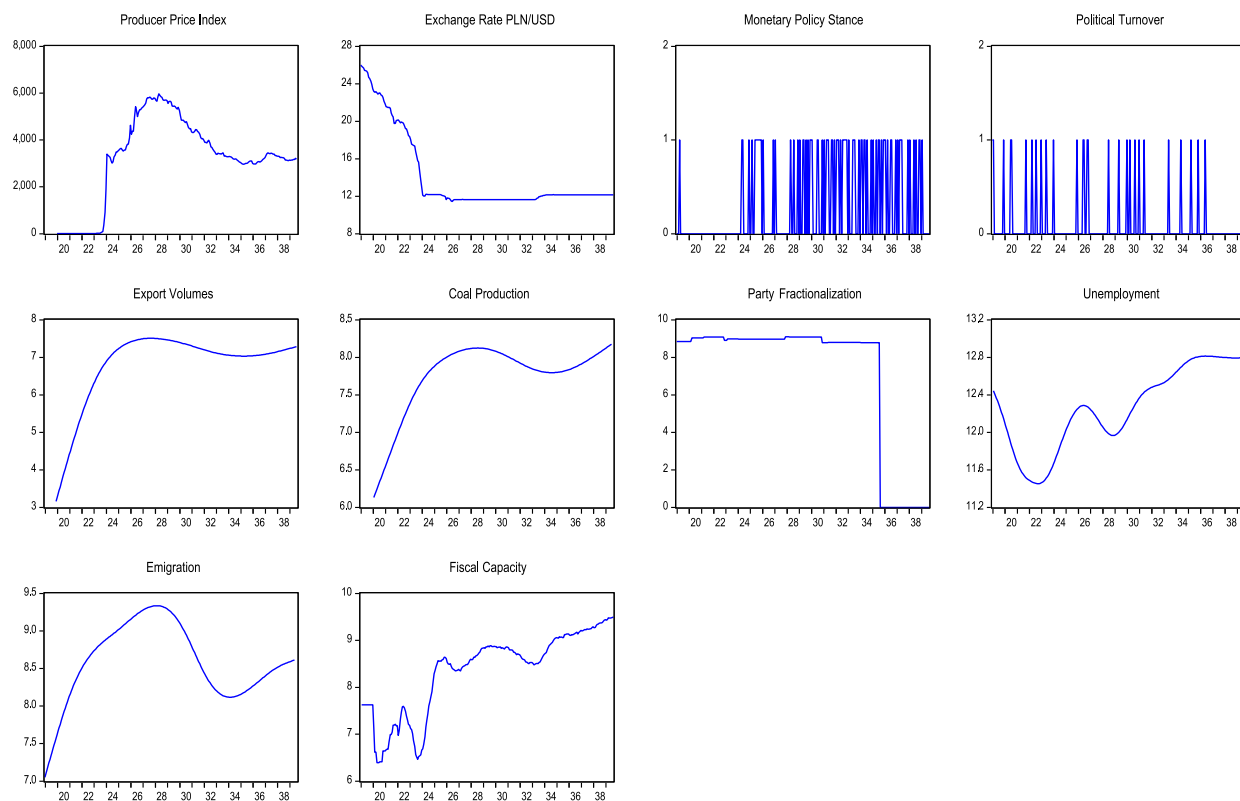 Producer Price Index
8,000
6,000
4,000
2,000
0
20 22 24 26 28 30 32 34 36 38
Exchange Rate PLN/USD
28
24
20
16
12
8
20 22 24 26 28 30 32 34 36 38
Monetary Policy Stance
2
1
0
20 22 24 26 28 30 32 34 36 38
Political Turnover
2
1
0
20 22 24 26 28 30 32 34 36 38
Export Volumes
8
7
6
5
4
3
20 22 24 26 28 30 32 34 36 38
Coal Production
8.5
8.0
7.5
7.0
6.5
6.0
20 22 24 26 28 30 32 34 36 38
Party Fractionalization
10
8
6
4
2
0
20 22 24 26 28 30 32 34 36 38
Unemployment
13.2
12.8
12.4
12.0
11.6
11.2
20 22 24 26 28 30 32 34 36 38
Emigration
9.5
9.0
8.5
8.0
7.5
7.0
20 22 24 26 28 30 32 34 36 38
Fiscal Capacity
10
9
8
7
6
20 22 24 26 28 30 32 34 36 38